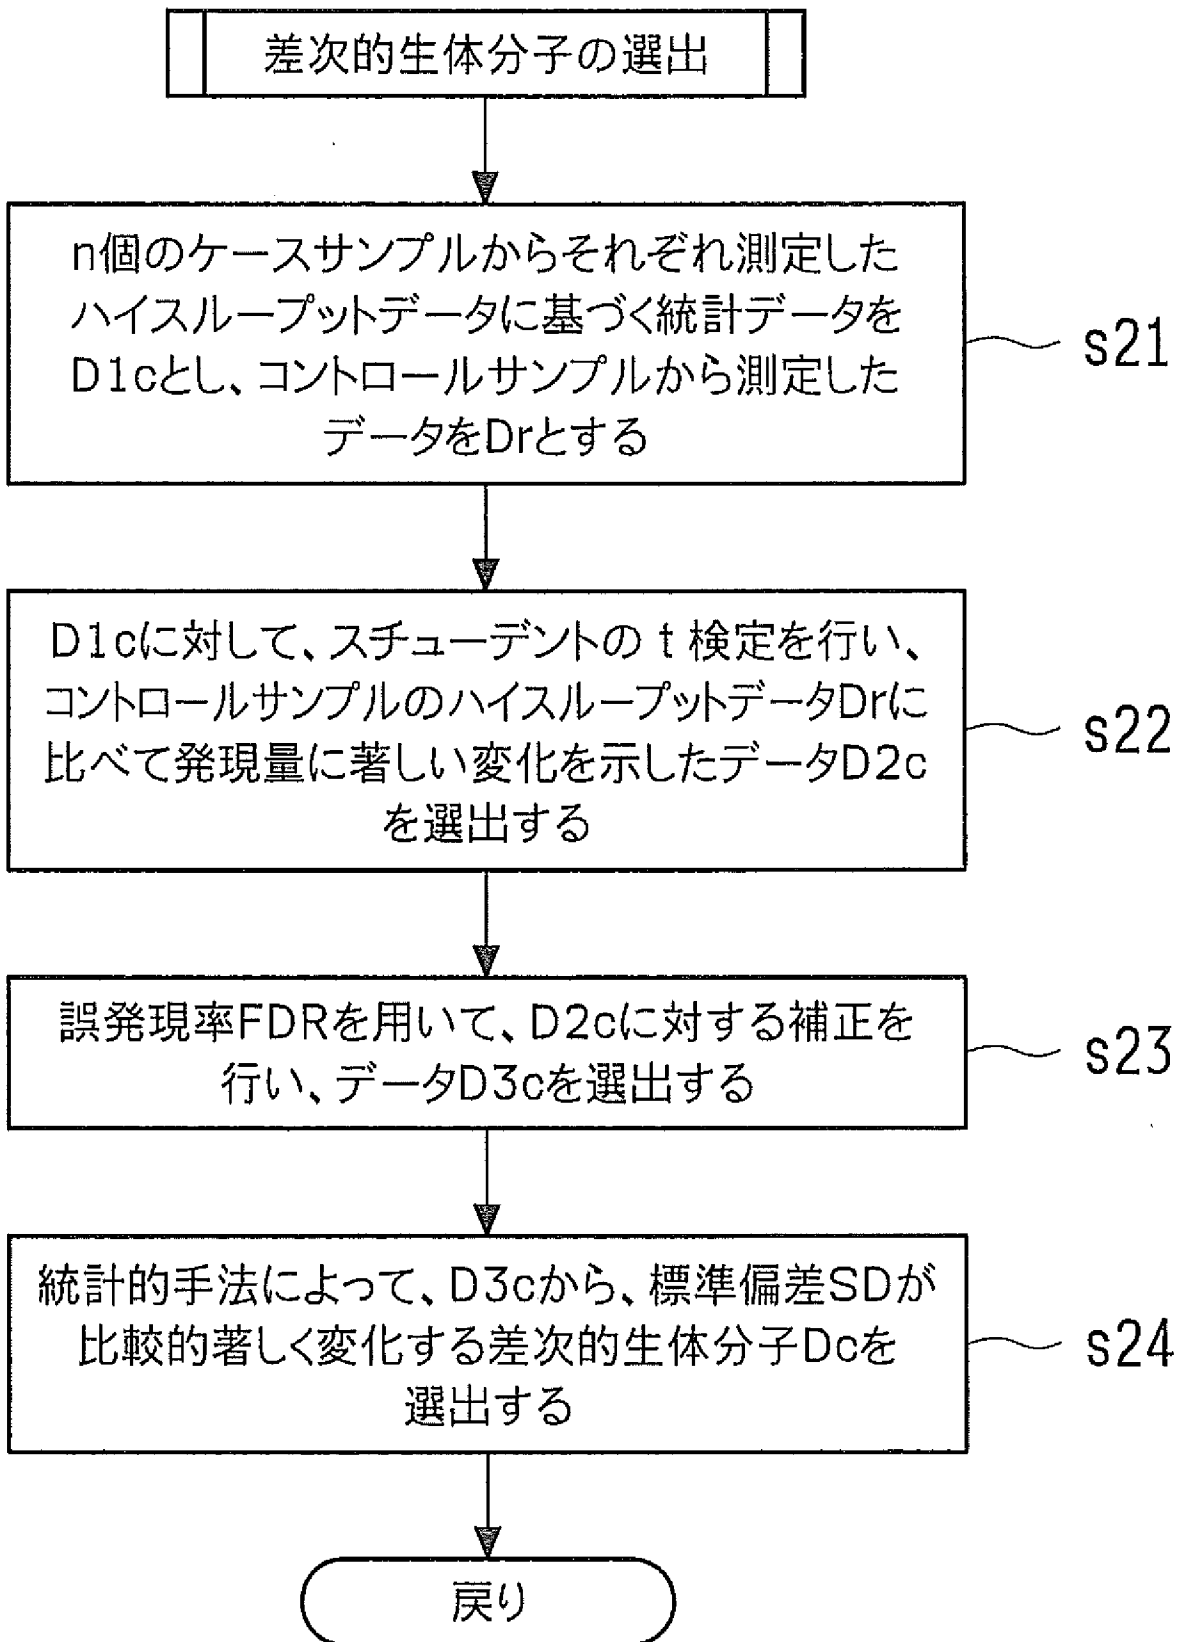 差次的生体分子の選出
n個のケースサンプルからそれぞれ測定した
ハイスループットデータに基づく統計データを
D1cとし、コントロールサンプルから測定した
データをDrとする
s21
D1cに対して、スチューデントのt検定を行い、
コントロールサンプルのハイスループットデータDrに
比べて発現量に著しい変化を示したデータD2c
を選出する
s22
誤発現率FDRを用いて、D2cに対する補正を
行い、データD3cを選出する
s23
統計的手法によって、D3cから、標準偏差SDが
比較的著しく変化する差次的生体分子Dcを
選出する
s24
戻り